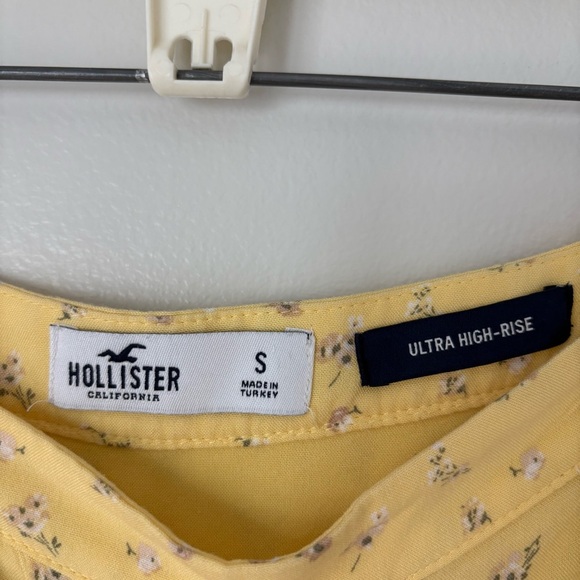 HOLLISTER
CALIFORNIA
S
MADE IN
TURKEY
ULTRA HIGH-RISE